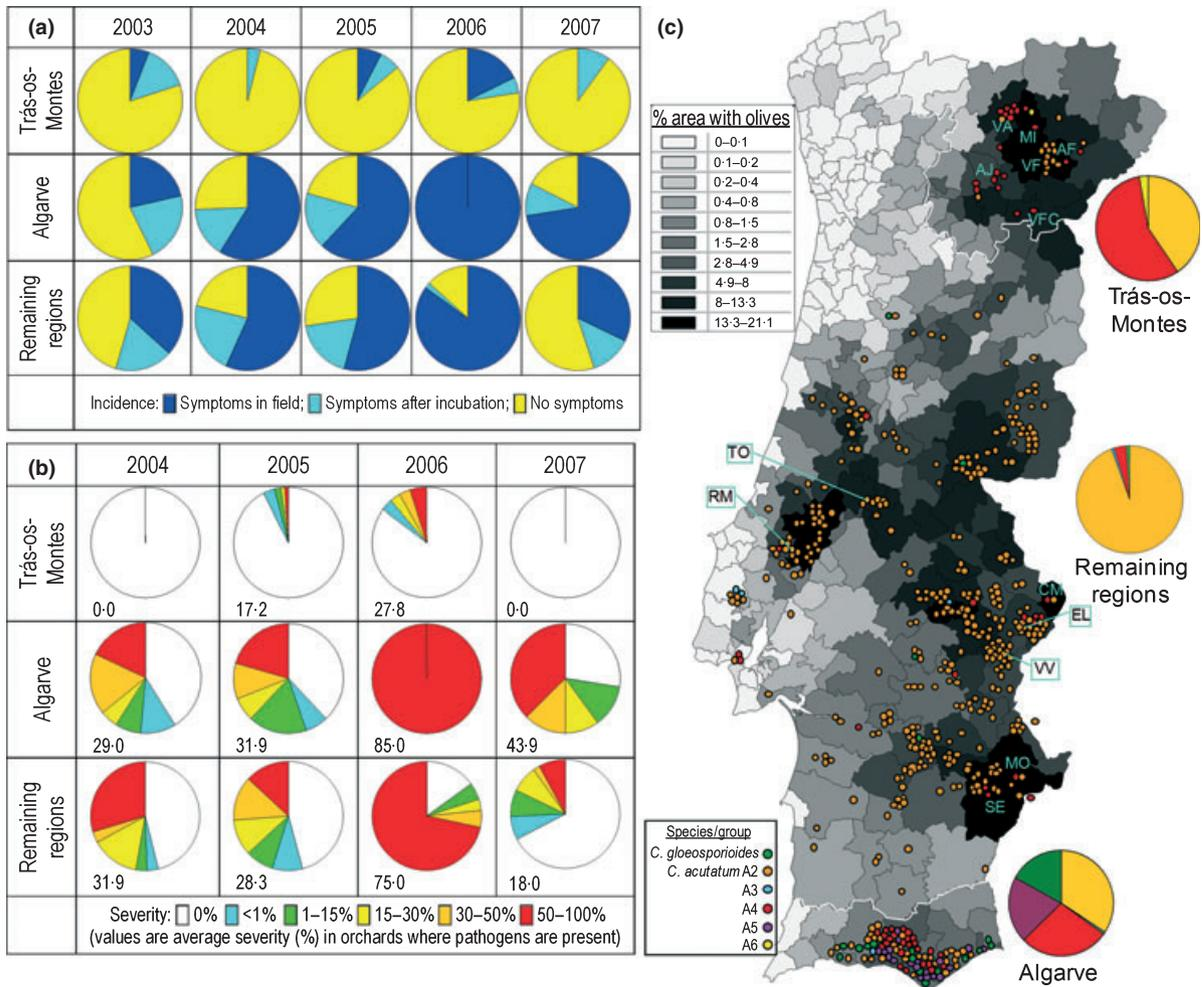 (a)
2003 2004 2005 2006 2007
Trás-os-
Montes
Algarve
Remaining
regions
Incidence: Symptoms in field; Symptoms after incubation; No symptoms
(b)
2004 2005 2006 2007
Trás-os-
Montes
0·0 17·2 27·8 0·0
Algarve
29·0 31·9 85·0 43·9
Remaining
regions
31·9 28·3 75·0 18·0
Severity: 0% <1% 1–15% 15–30% 30–50% 50–100%
(values are average severity (%) in orchards where pathogens are present)
(c)
% area with olives
0–0·1
0·1–0·2
0·2–0·4
0·4–0·8
0·8–1·5
1·5–2·8
2·8–4·9
4·9–8
8–13·3
13·3–21·1
VA
MI
AF
VF
AJ
VFC
Trás-os-
Montes
TO
RM
Remaining
regions
CM
EL
VV
MO
SE
Species/group
C. gloeosporioides
C. acutatum A2
A3
A4
A5
A6
Algarve